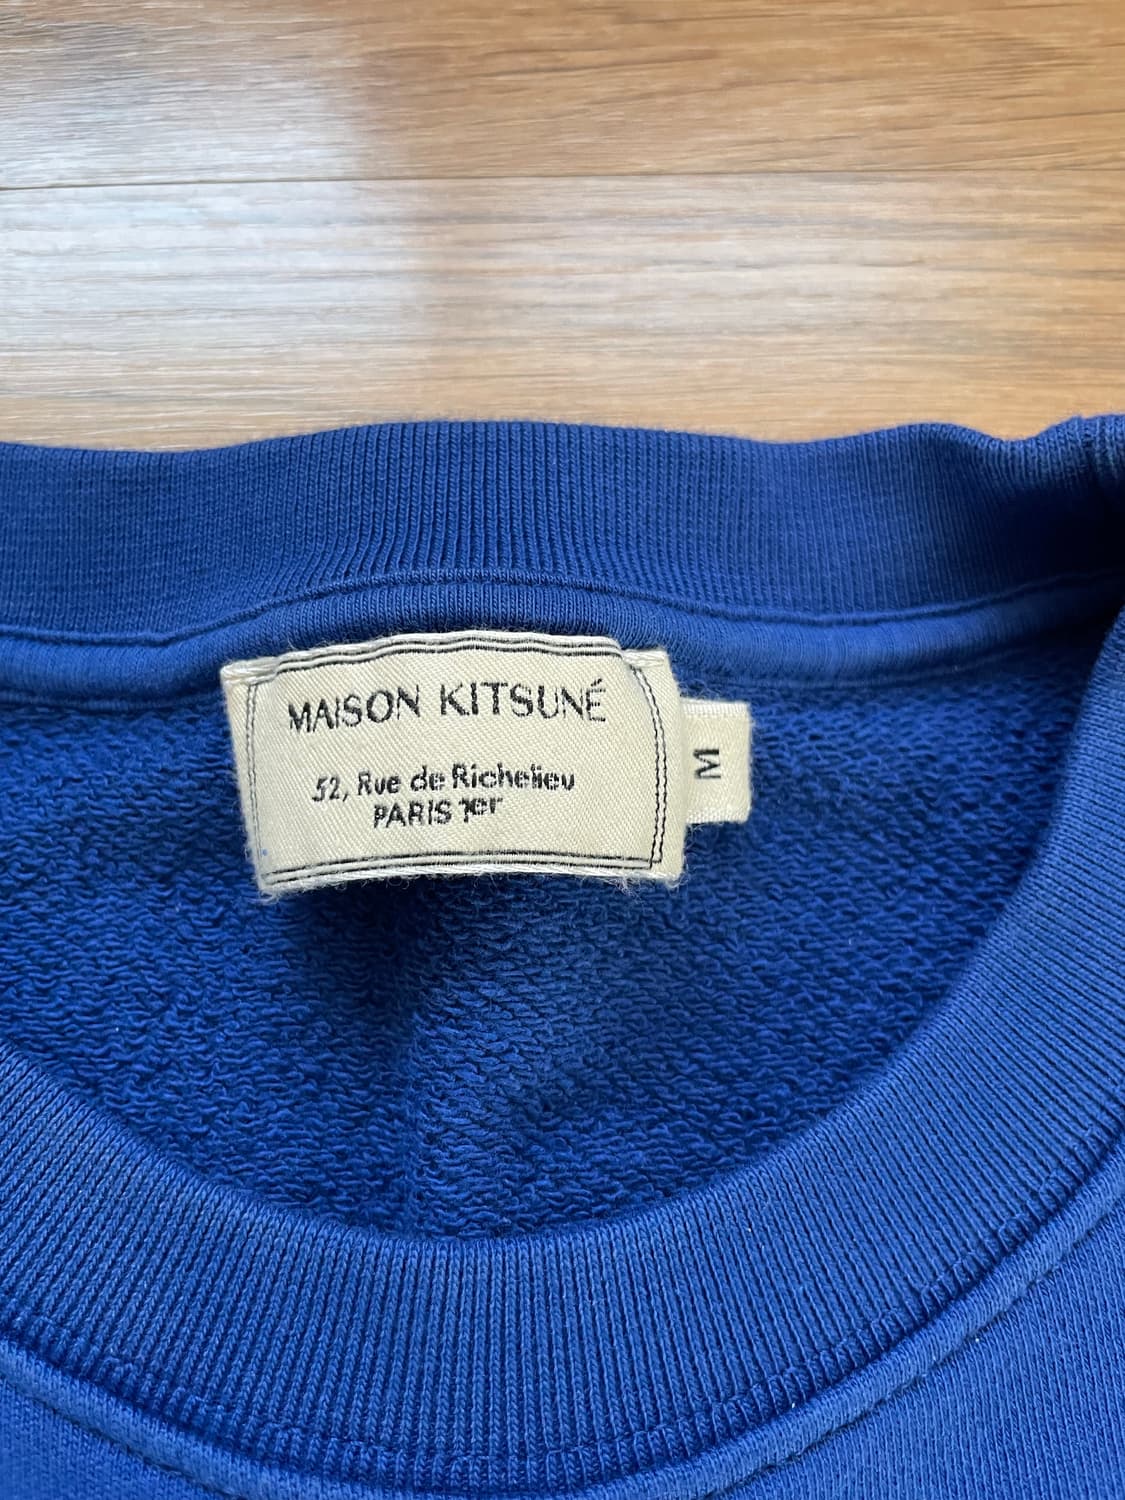 MAISON KITSUNÉ
52, Rue de Richelieu
PARIS 1er
M